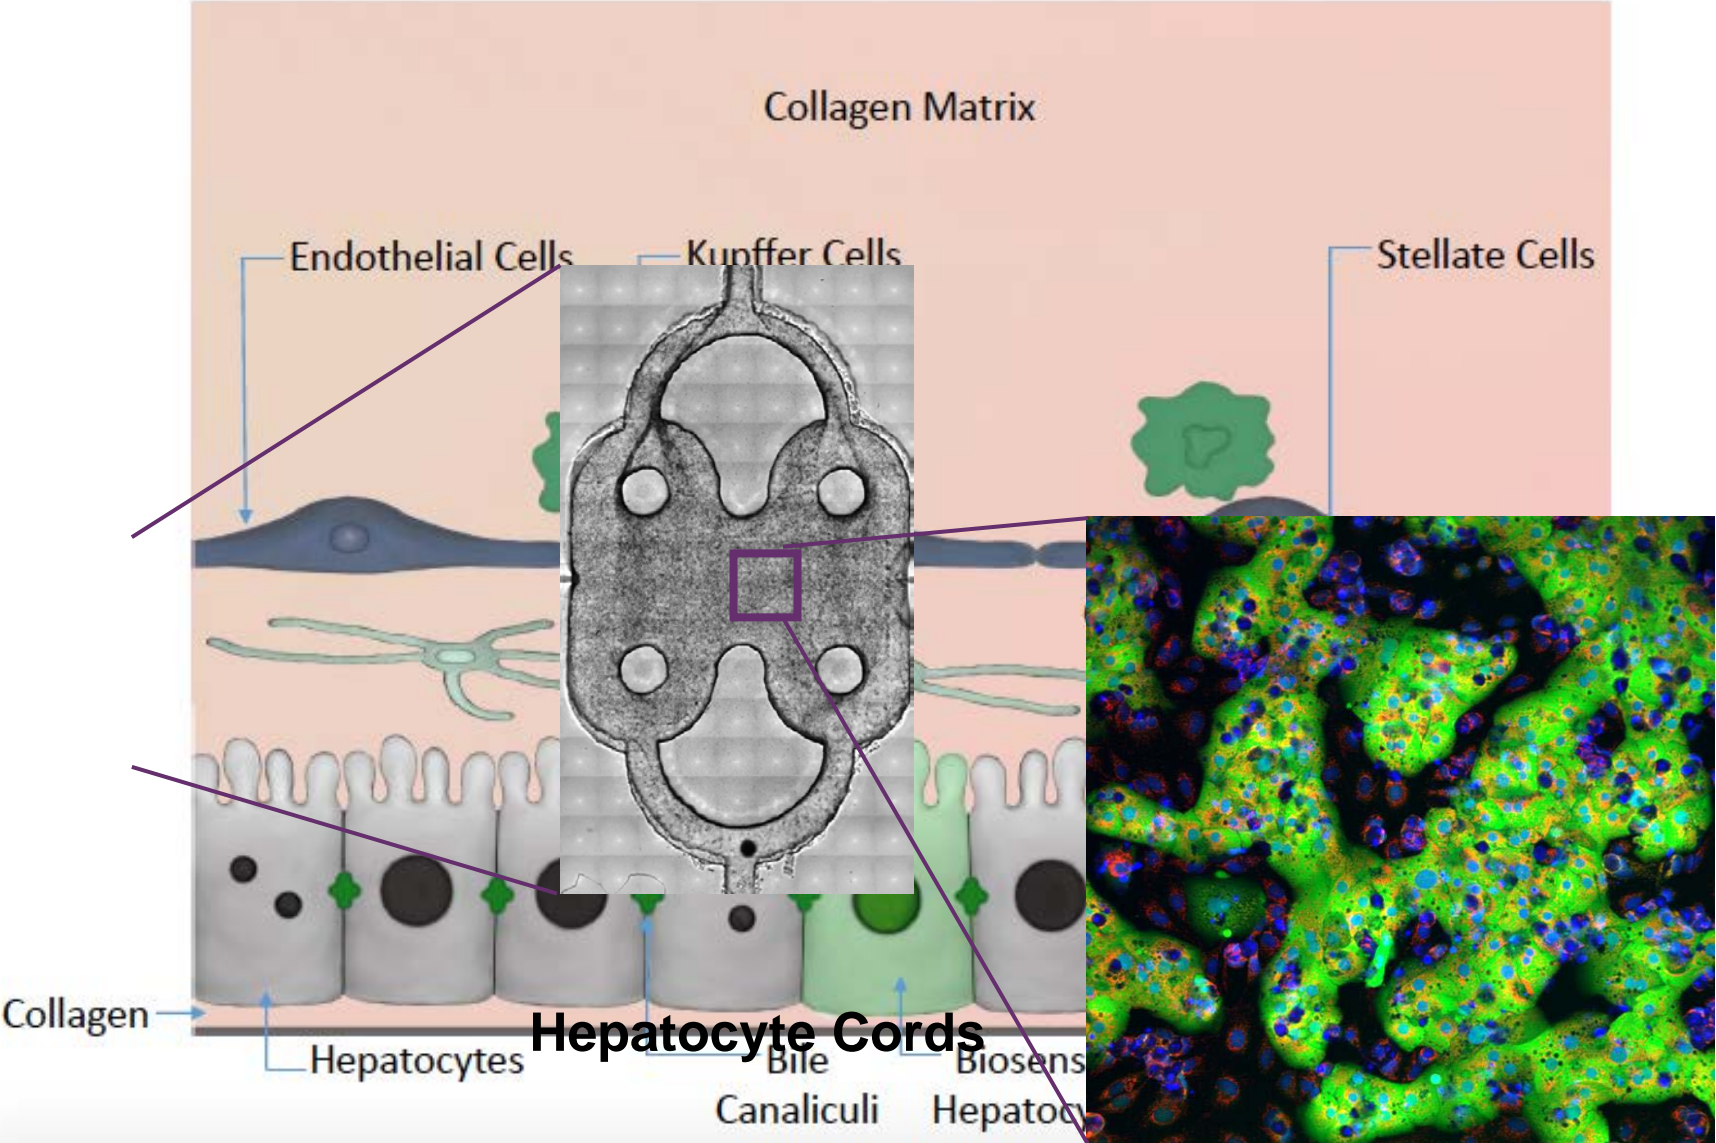 Collagen Matrix
Endothelial Cells
Kupffer Cells
Stellate Cells
Collagen
Hepatocyte Cords
Hepatocytes
Bile
Canaliculi